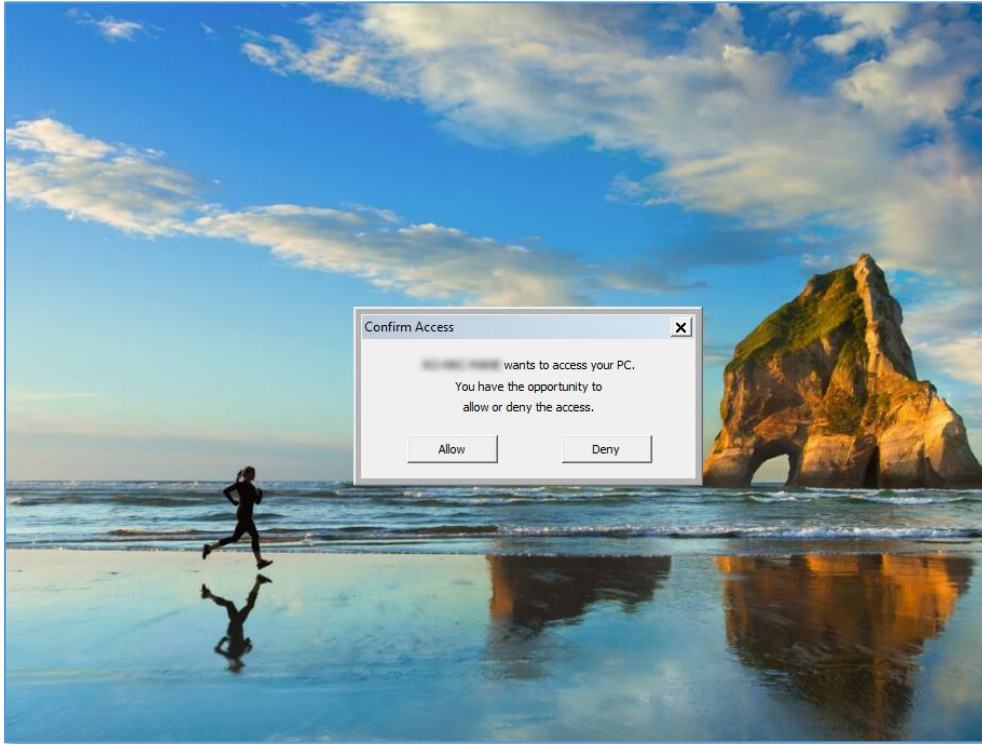 Confirm Access
wants to access your PC.
You have the opportunity to
allow or deny the access.
Allow
Deny